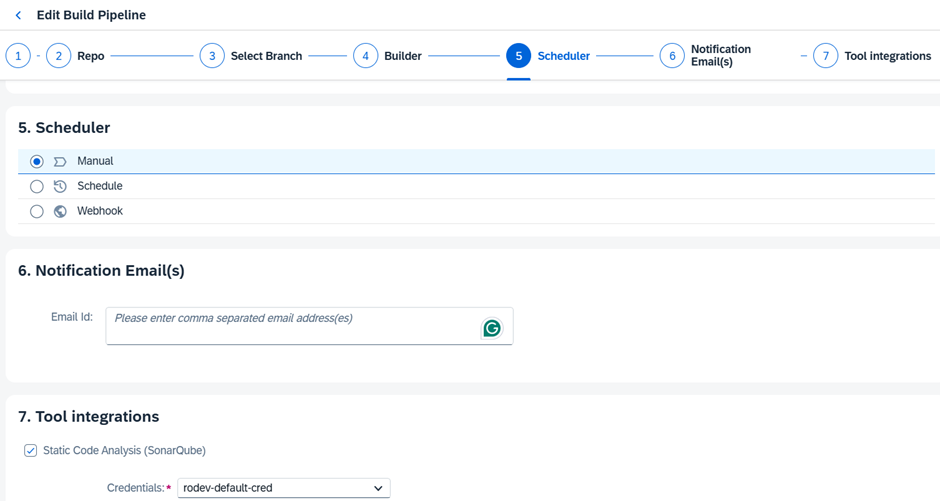 Edit Build Pipeline
1 2 Repo 3 Select Branch 4 Builder 5 Scheduler 6 Notification Email(s) 7 Tool integrations
5. Scheduler
Manual
Schedule
Webhook
6. Notification Email(s)
Email Id: Please enter comma separated email address(es)
7. Tool integrations
Static Code Analysis (SonarQube)
Credentials:* rodev-default-cred